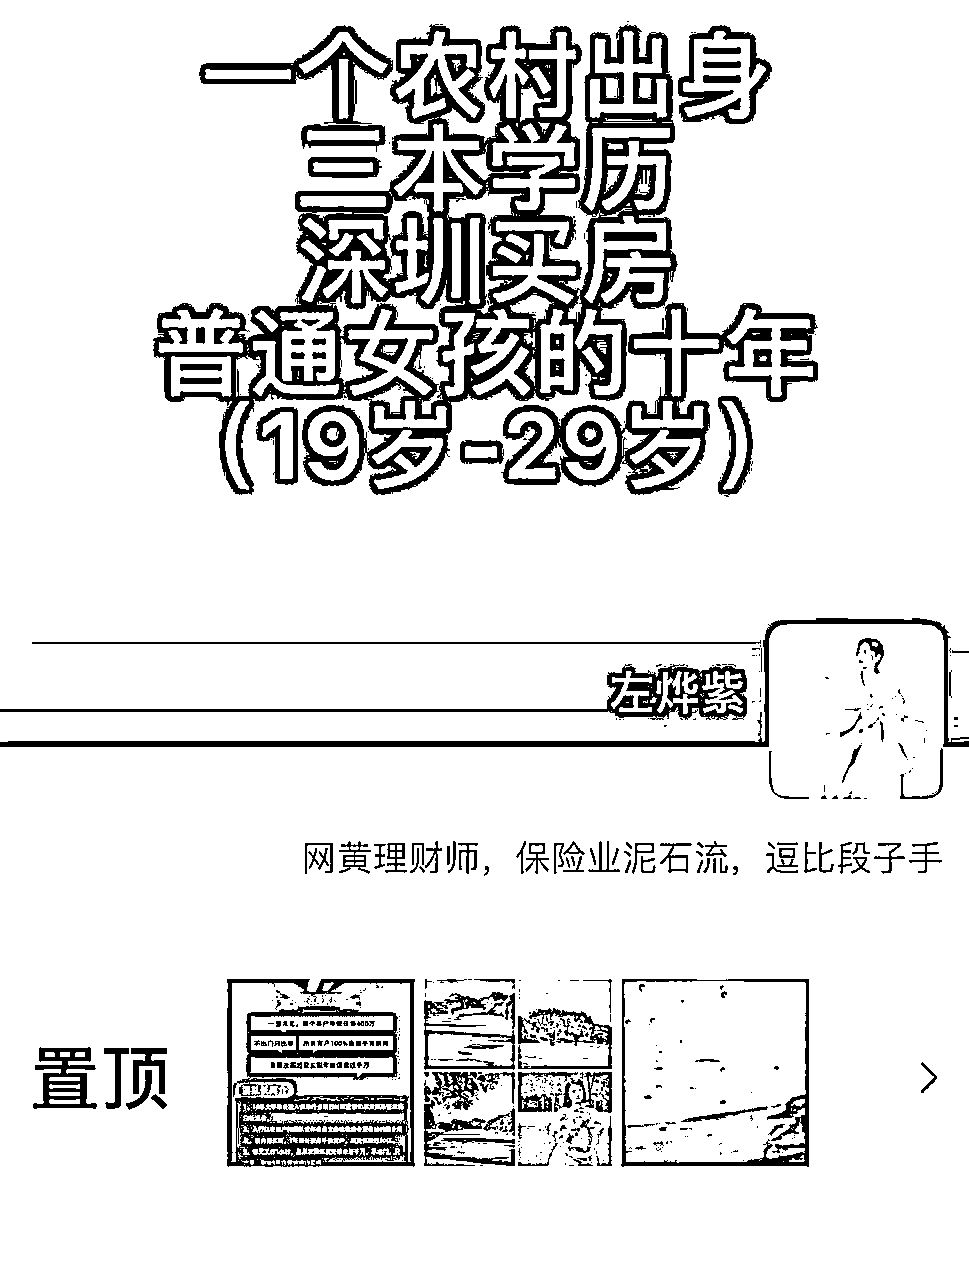 一个农村出身
三本学历
深圳买房
普通女孩的十年
(19岁-29岁)
左烨紫
网黄理财师，保险业泥石流，逗比段子手
置顶